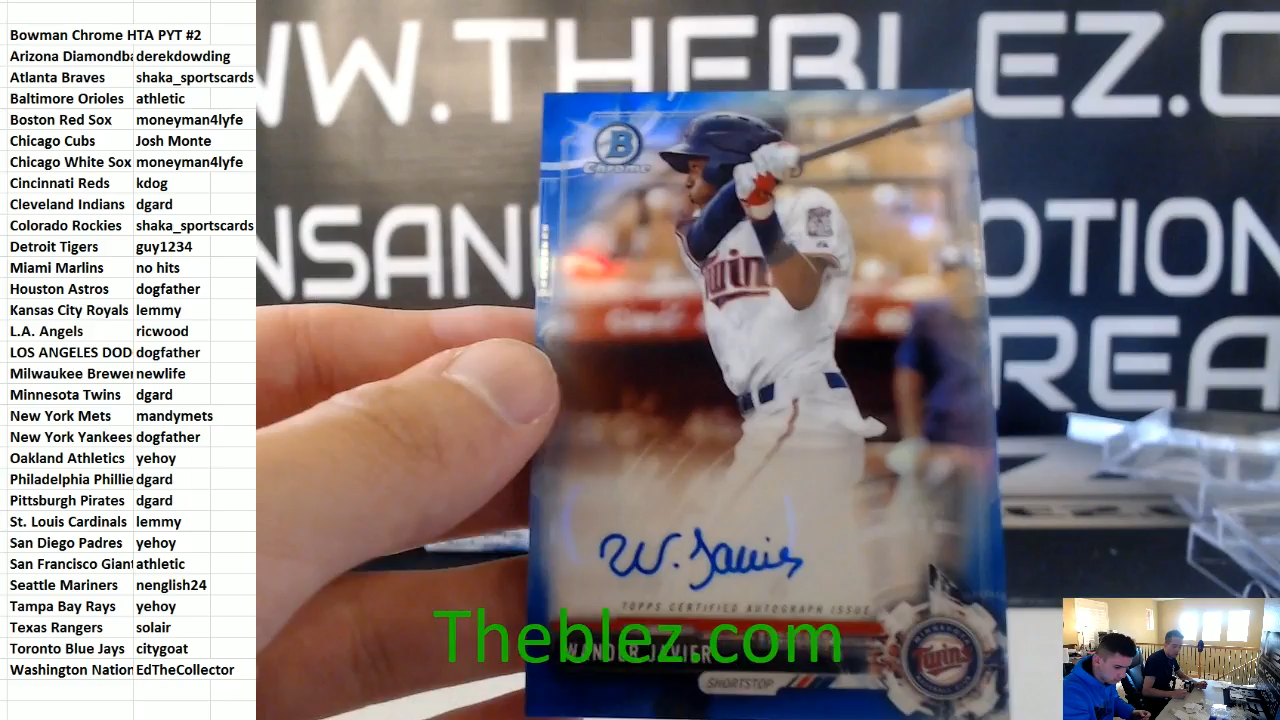 Bowman Chrome HTA PYT #2
Arizona Diamondba derekdowding
Atlanta Braves shaka_sportscards
Baltimore Orioles athletic
Boston Red Sox moneyman4lyfe
Chicago Cubs Josh Monte
Chicago White Sox moneyman4lyfe
Cincinnati Reds kdog
Cleveland Indians dgard
Colorado Rockies shaka_sportscards
Detroit Tigers guy1234
Miami Marlins no hits
Houston Astros dogfather
Kansas City Royals lemmy
L.A. Angels ricwood
LOS ANGELES DOD dogfather
Milwaukee Brewer newlife
Minnesota Twins dgard
New York Mets mandymets
New York Yankees dogfather
Oakland Athletics yehoy
Philadelphia Phillie dgard
Pittsburgh Pirates dgard
St. Louis Cardinals lemmy
San Diego Padres yehoy
San Francisco Giant athletic
Seattle Mariners nenglish24
Tampa Bay Rays yehoy
Texas Rangers solair
Toronto Blue Jays citygoat
Washington Nation EdTheCollector
WW.THEBLEZ.C
NSAN OTION
REA
B
Chrome
Twins
W. Javier
TOPPS CERTIFIED AUTOGRAPH ISSUE
Theblez.com
WANDER JAVIER
SHORTSTOP
MINNESOTA
Twins